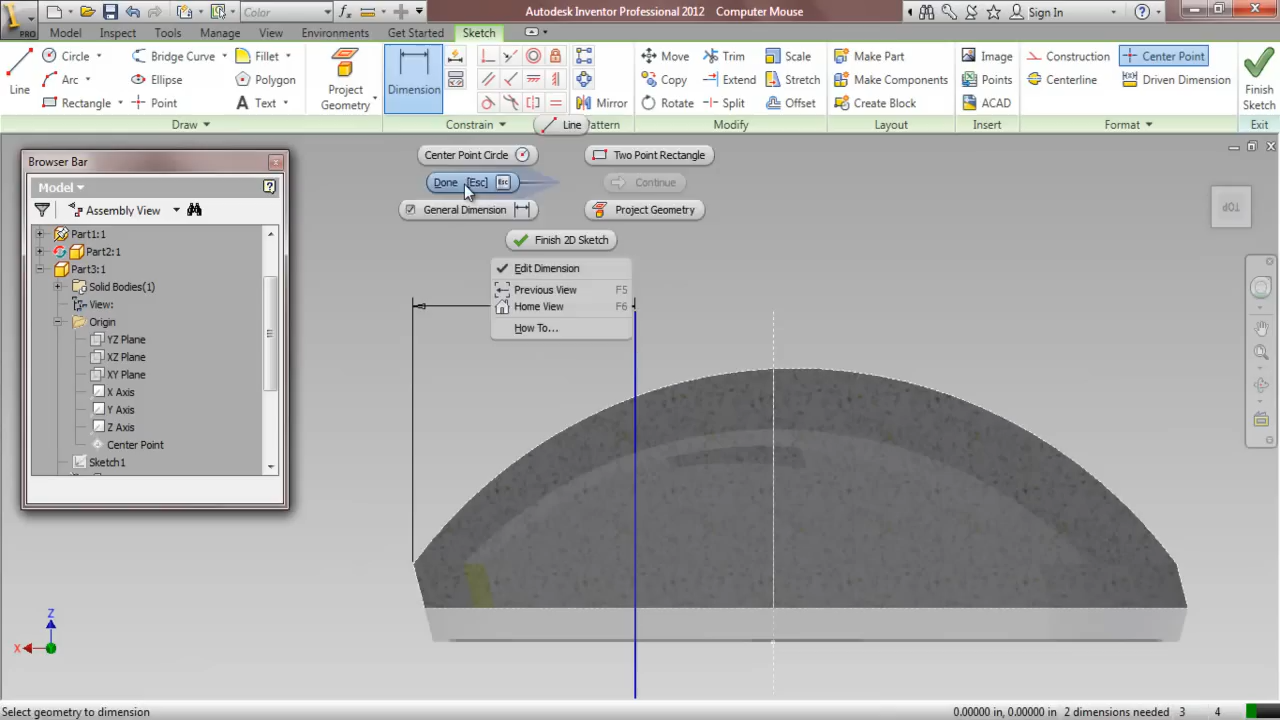 Color
Autodesk Inventor Professional 2012 Computer Mouse
Sign In
PRO
Model Inspect Tools Manage View Environments Get Started Sketch
Line
Circle
Arc
Rectangle
Bridge Curve
Ellipse
Point
Fillet
Polygon
Text
Project Geometry
Dimension
Mirror
Move
Copy
Rotate
Trim
Extend
Split
Scale
Stretch
Offset
Make Part
Make Components
Create Block
Image
Points
ACAD
Construction
Centerline
Center Point
Driven Dimension
Finish Sketch
Draw
Constrain
Pattern
Modify
Layout
Insert
Format
Exit
Line
Center Point Circle
Two Point Rectangle
Done [Esc] Esc
Continue
General Dimension
Project Geometry
Finish 2D Sketch
Edit Dimension
Previous View F5
Home View F6
How To...
Browser Bar
Model
Assembly View
Part1:1
Part2:1
Part3:1
Solid Bodies(1)
View:
Origin
YZ Plane
XZ Plane
XY Plane
X Axis
Y Axis
Z Axis
Center Point
Sketch1
TOP
Z
X
Select geometry to dimension
0.00000 in, 0.00000 in 2 dimensions needed 3 4